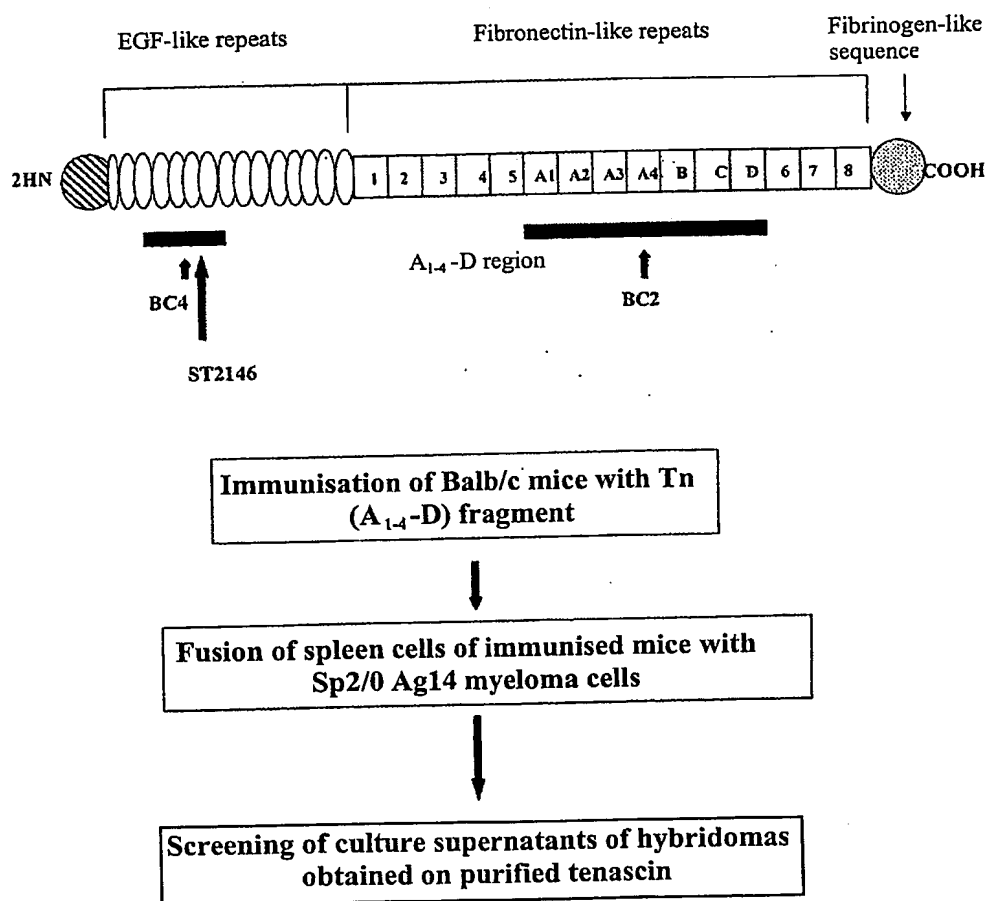 EGF-like repeats
Fibronectin-like repeats
Fibrinogen-like
sequence
2HN
1 2 3 4 5 A1 A2 A3 A4 B C D 6 7 8
COOH
A1-4-D region
BC4
BC2
ST2146
Immunisation of Balb/c mice with Tn
(A1-4-D) fragment
Fusion of spleen cells of immunised mice with
Sp2/0 Ag14 myeloma cells
Screening of culture supernatants of hybridomas
obtained on purified tenascin